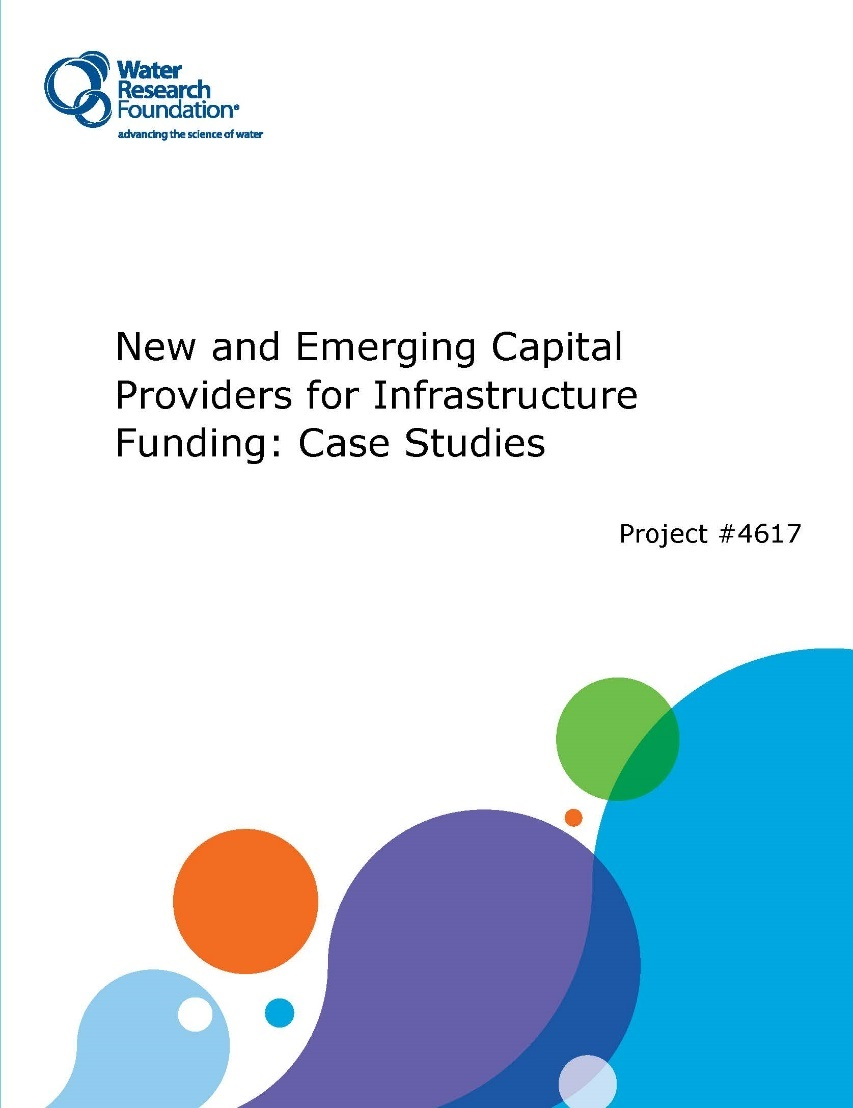 Water
Research
Foundation®
advancing the science of water
New and Emerging Capital
Providers for Infrastructure
Funding: Case Studies
Project #4617